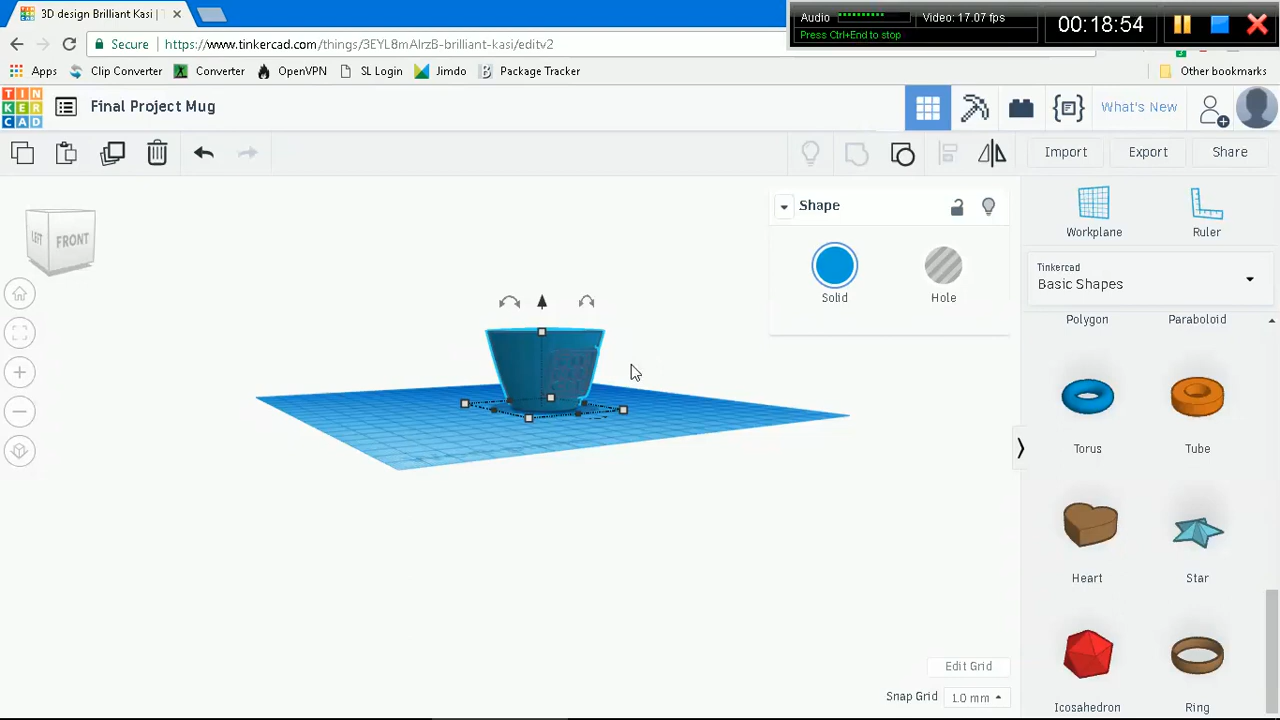 3D design Brilliant Kasi | T
Audio
Video: 17.07 fps
Press Ctrl+End to stop
00:18:54
Secure
https://www.tinkercad.com/things/3EYL8mAlrzB-brilliant-kasi/editv2
Apps
Clip Converter
Converter
OpenVPN
SL Login
Jimdo
Package Tracker
Other bookmarks
TIN
KER
CAD
Final Project Mug
What's New
Import
Export
Share
LEFT
FRONT
Shape
Solid
Hole
Workplane
Ruler
Tinkercad
Basic Shapes
Polygon
Paraboloid
Torus
Tube
Heart
Star
Icosahedron
Ring
Edit Grid
Snap Grid
1.0 mm